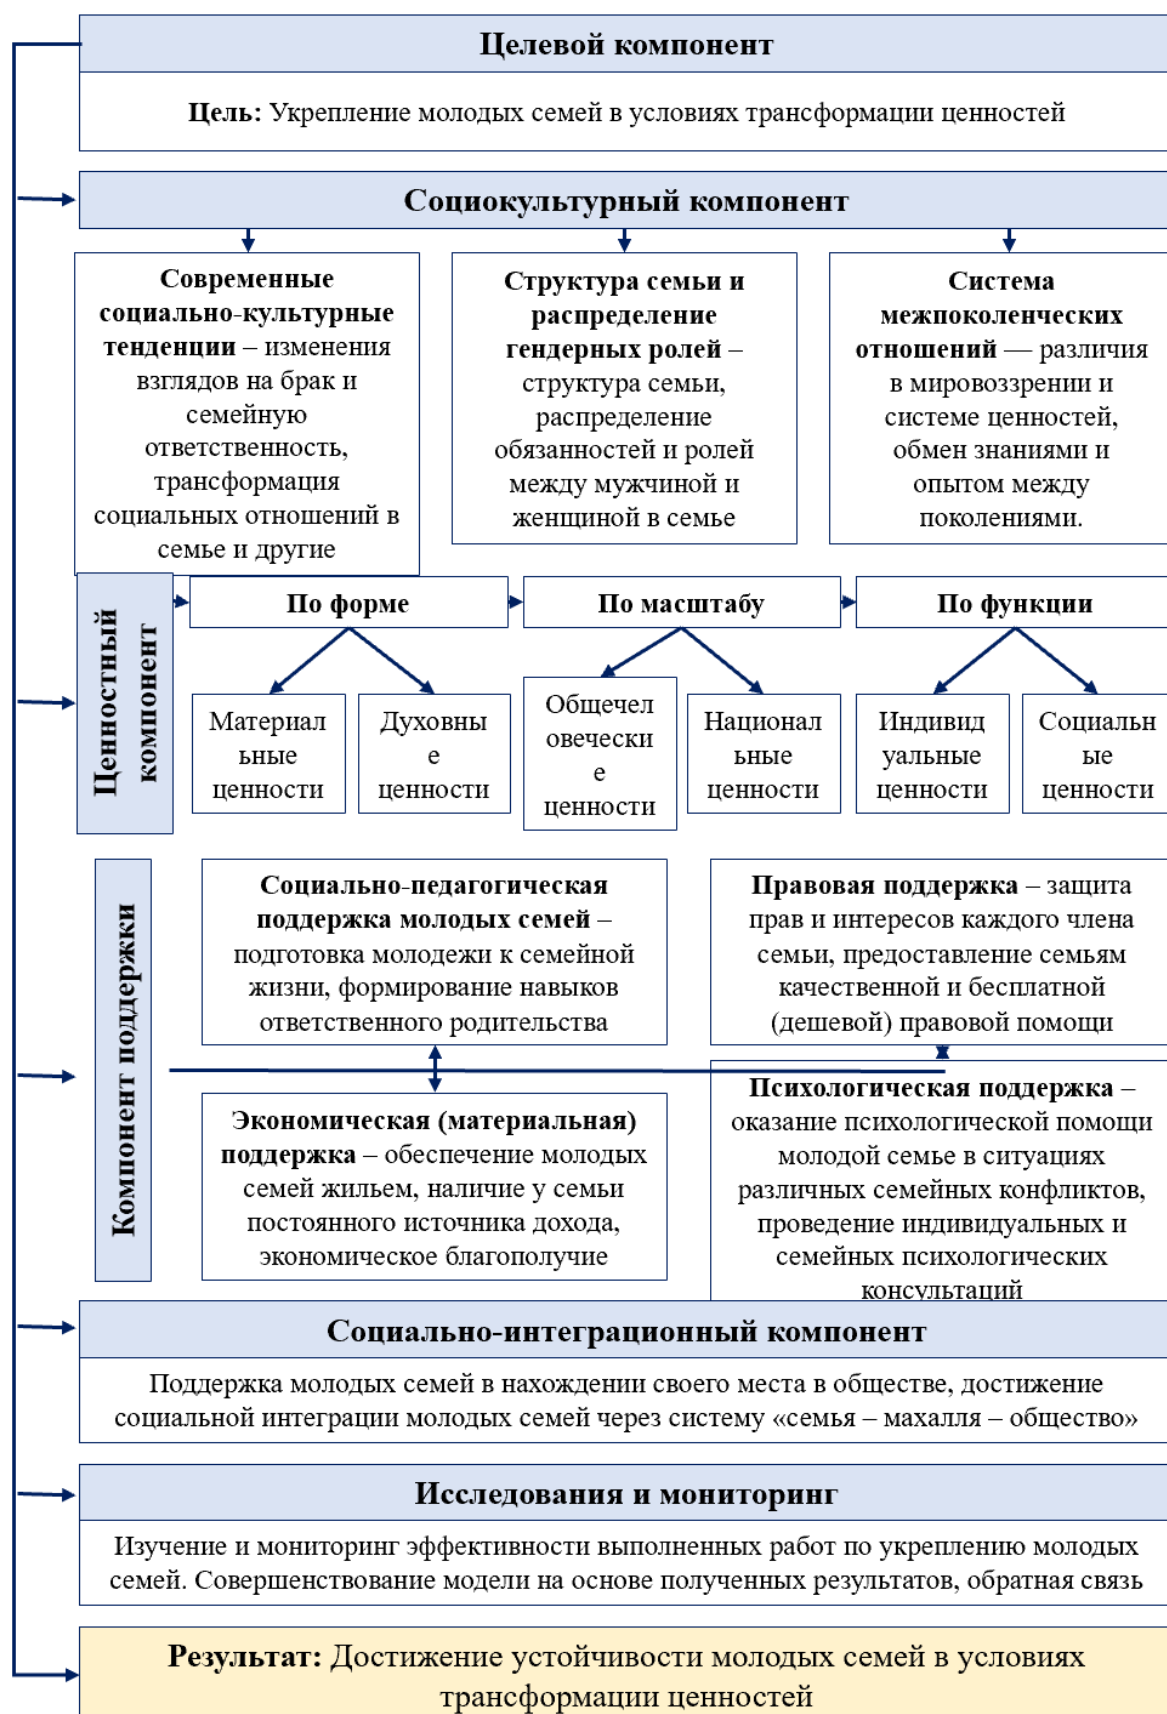 Целевой компонент
Цель: Укрепление молодых семей в условиях трансформации ценностей
Социокультурный компонент
Современные
социально-культурные
тенденции – изменения
взглядов на брак и
семейную
ответственность,
трансформация
социальных отношений в
семье и другие
Структура семьи и
распределение
гендерных ролей –
структура семьи,
распределение
обязанностей и ролей
между мужчиной и
женщиной в семье
Система
межпоколенческих
отношений — различия
в мировоззрении и
системе ценностей,
обмен знаниями и
опытом между
поколениями.
Ценностный
компонент
По форме
По масштабу
По функции
Материал
ьные
ценности
Духовны
е
ценности
Общечел
овечески
е
ценности
Национал
ьные
ценности
Индивид
уальные
ценности
Социальн
ые
ценности
Компонент поддержки
Социально-педагогическая
поддержка молодых семей –
подготовка молодежи к семейной
жизни, формирование навыков
ответственного родительства
Правовая поддержка – защита
прав и интересов каждого члена
семьи, предоставление семьям
качественной и бесплатной
(дешевой) правовой помощи
Экономическая (материальная)
поддержка – обеспечение молодых
семей жильем, наличие у семьи
постоянного источника дохода,
экономическое благополучие
Психологическая поддержка –
оказание психологической помощи
молодой семье в ситуациях
различных семейных конфликтов,
проведение индивидуальных и
семейных психологических
консультаций
Социально-интеграционный компонент
Поддержка молодых семей в нахождении своего места в обществе, достижение
социальной интеграции молодых семей через систему «семья – махалля – общество»
Исследования и мониторинг
Изучение и мониторинг эффективности выполненных работ по укреплению молодых
семей. Совершенствование модели на основе полученных результатов, обратная связь
Результат: Достижение устойчивости молодых семей в условиях
трансформации ценностей